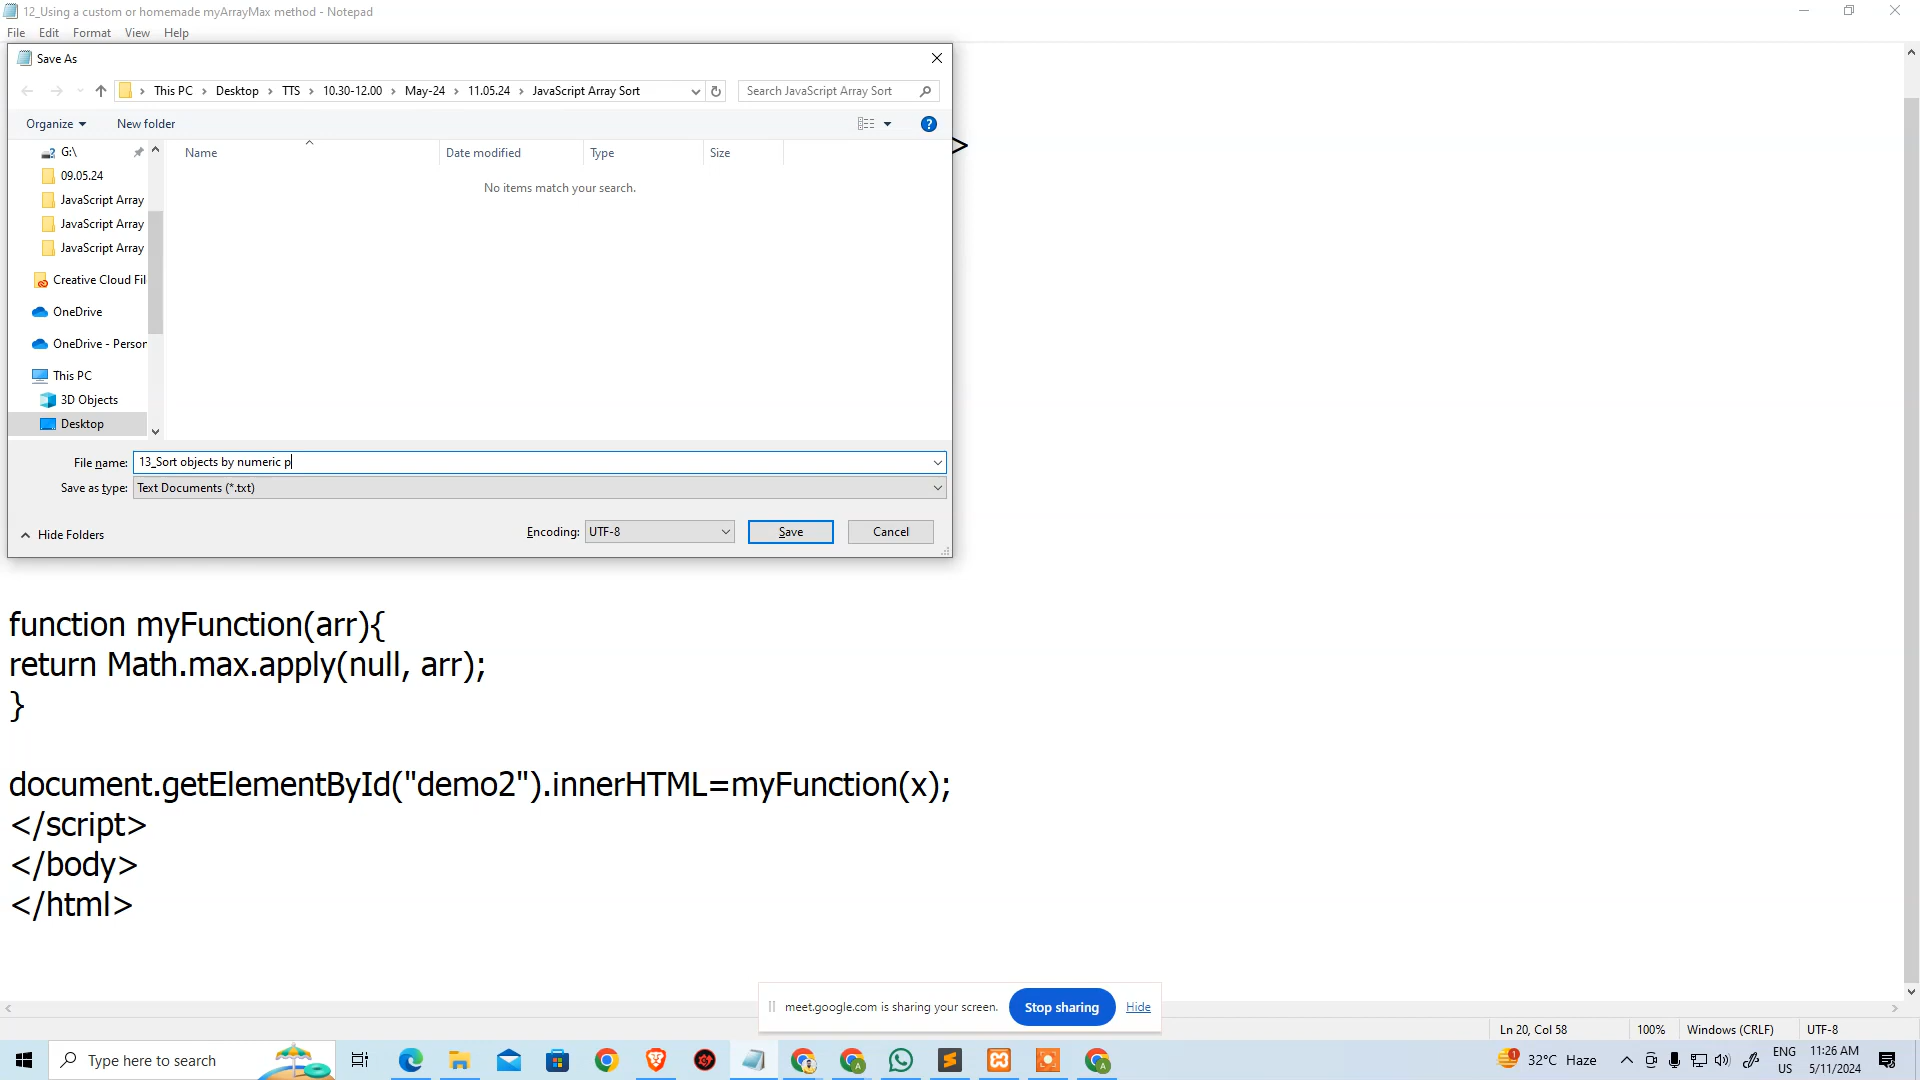 12_Using a custom or homemade myArrayMax method - Notepad
File Edit Format View Help
Save As
This PC > Desktop > TTS > 10.30-12.00 > May-24 > 11.05.24 > JavaScript Array Sort
Search JavaScript Array Sort
Organize New folder
Name Date modified Type Size
No items match your search.
G:\
09.05.24
JavaScript Array
JavaScript Array
JavaScript Array
Creative Cloud Fil
OneDrive
OneDrive - Person
This PC
3D Objects
Desktop
File name: 13_Sort objects by numeric p
Save as type: Text Documents (*.txt)
Hide Folders
Encoding: UTF-8 Save Cancel
>
function myFunction(arr){
return Math.max.apply(null, arr);
}
document.getElementById("demo2").innerHTML=myFunction(x);
</script>
</body>
</html>
meet.google.com is sharing your screen. Stop sharing Hide
Ln 20, Col 58 100% Windows (CRLF) UTF-8
Type here to search
1 32°C Haze
ENG
US
11:26 AM
5/11/2024